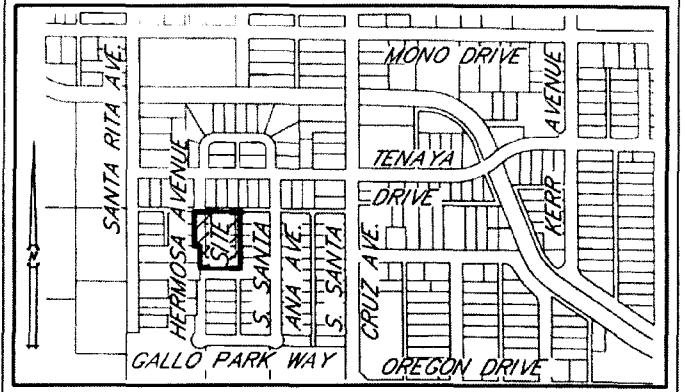 MONO DRIVE
SANTA RITA AVE.
HERMOSA AVENUE
TENAYA
DRIVE
AVENUE
KERR
SITE
S. SANTA
ANA AVE.
S. SANTA
CRUZ AVE.
N
GALLO PARK WAY
OREGON DRIVE